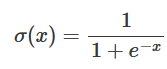 σ(x) = 1 / (1 + e^{-x})